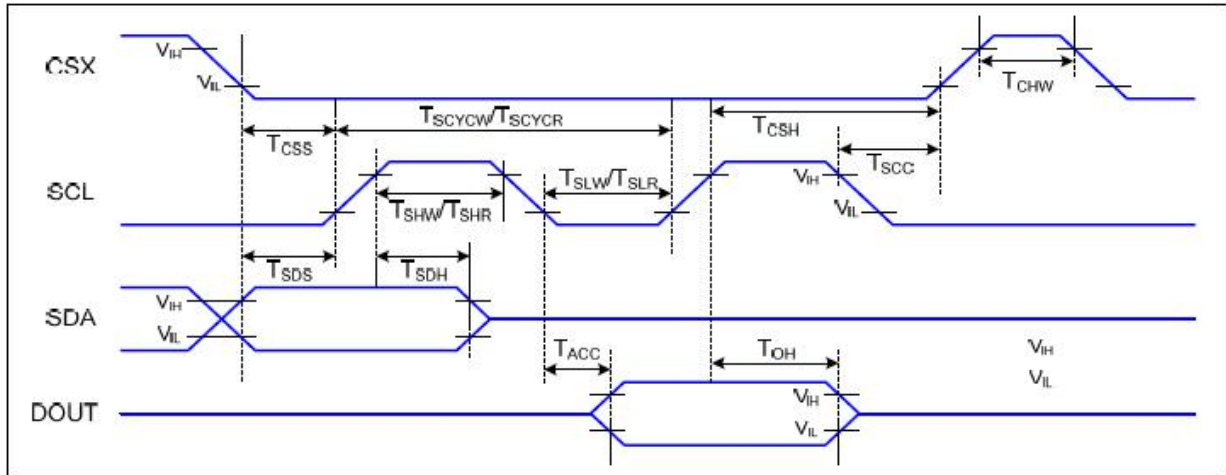 CSX
VIH
VIL
TCHW
TSCYCW/TSCYCR
TCSH
TCSS
TSCC
SCL
TSLW/TSLR
VIH
TSHW/TSHR
VIL
TSDS
TSDH
SDA
VIH
VIL
TACC
TOH
VIH
VIL
DOUT
VIH
VIL